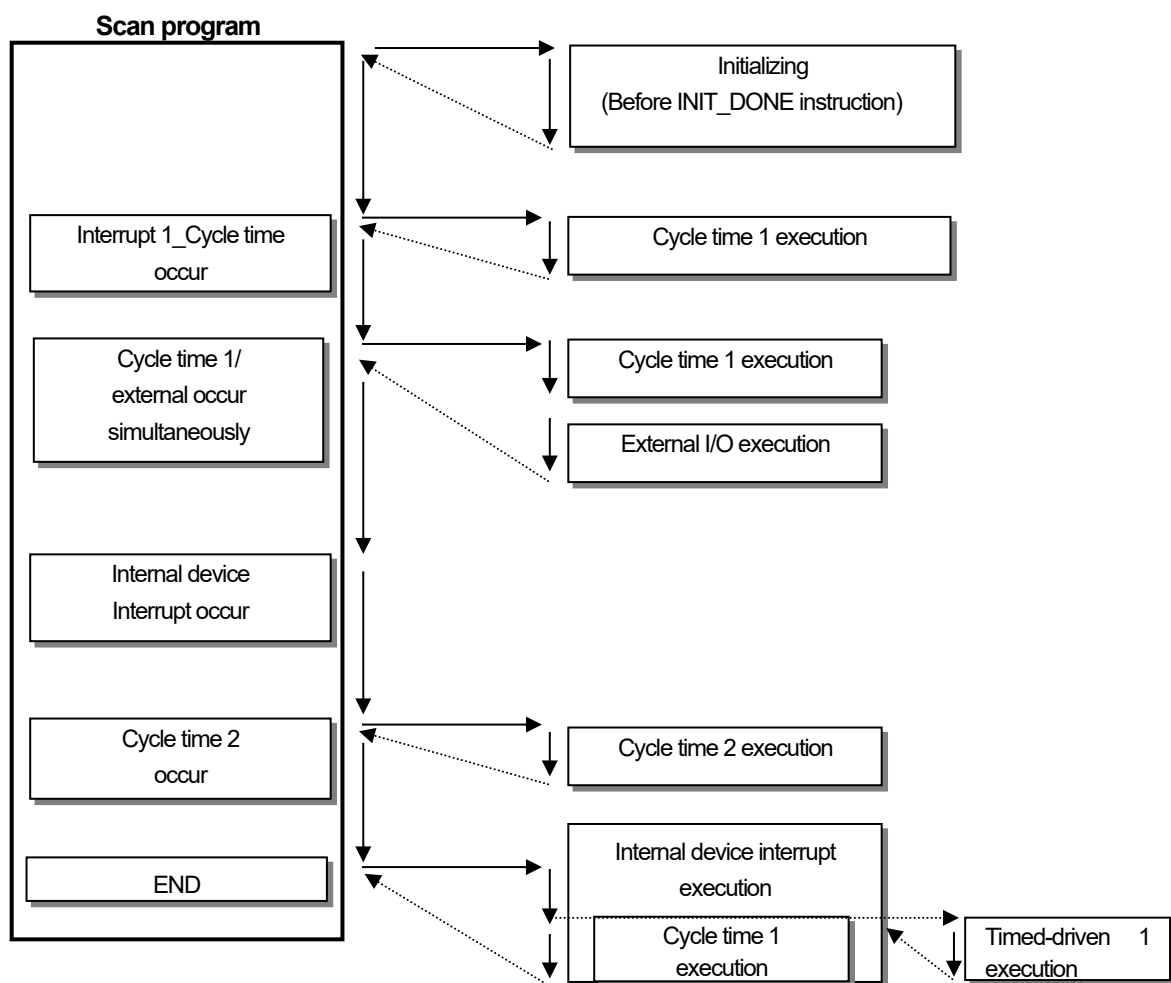 Scan program
Initializing
(Before INIT_DONE instruction)
Interrupt 1_Cycle time
occur
Cycle time 1 execution
Cycle time 1/
external occur
simultaneously
Cycle time 1 execution
External I/O execution
Internal device
Interrupt occur
Cycle time 2
occur
Cycle time 2 execution
END
Internal device interrupt
execution
Cycle time 1
execution
Timed-driven 1
execution